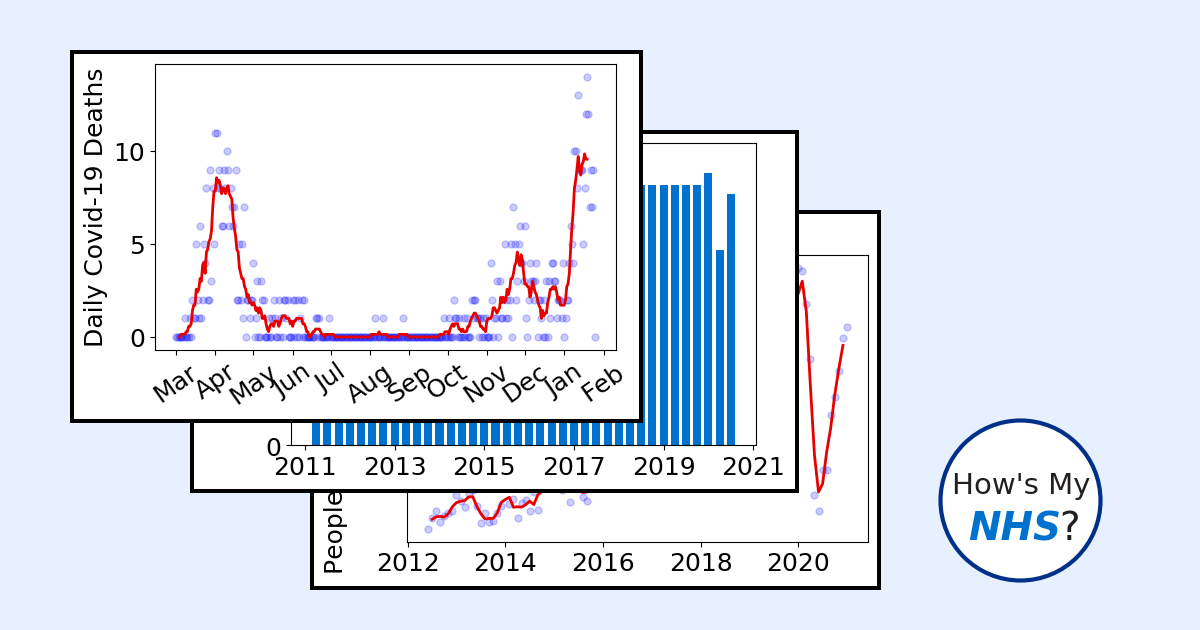 Daily Covid-19 Deaths
10
5
0
Mar Apr May Jun Jul Aug Sep Oct Nov Dec Jan Feb
0
2011 2013 2015 2017 2019 2021
People
2012 2014 2016 2018 2020
How's My
NHS?